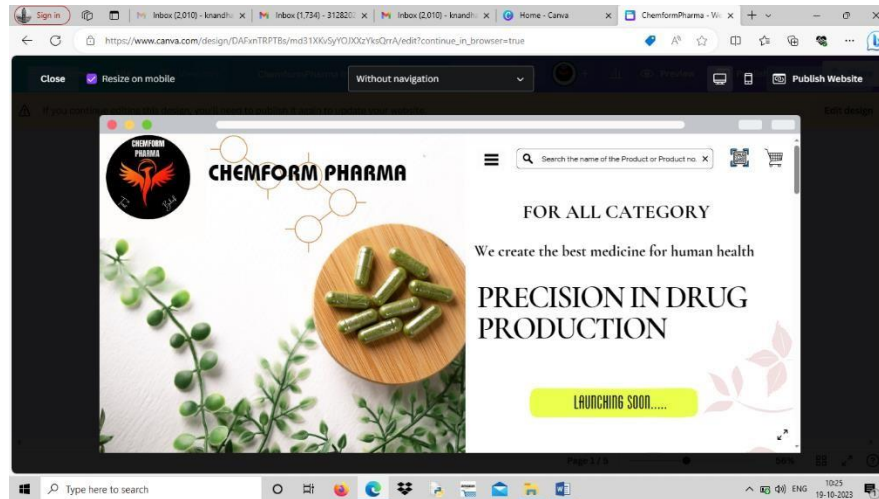 Sign in
Inbox (2,010) - knandh
Inbox (1,734) - 3128202
Inbox (2,010) - knandh
Home - Canva
ChemformPharma - We
https://www.canva.com/design/DAFxnTRPTBs/md31XKvSyYOJXXzYksQrrA/edit?continue_in_browser=true
Close
Resize on mobile
Without navigation
Publish Website
Edit design
CHEMFORM
PHARMA
CHEMFORM PHARMA
Search the name of the Product or Product no. X
FOR ALL CATEGORY
We create the best medicine for human health
PRECISION IN DRUG
PRODUCTION
LAUNCHING SOON.....
Page 1 / 5
56%
Type here to search
ENG
10:25
19-10-2023